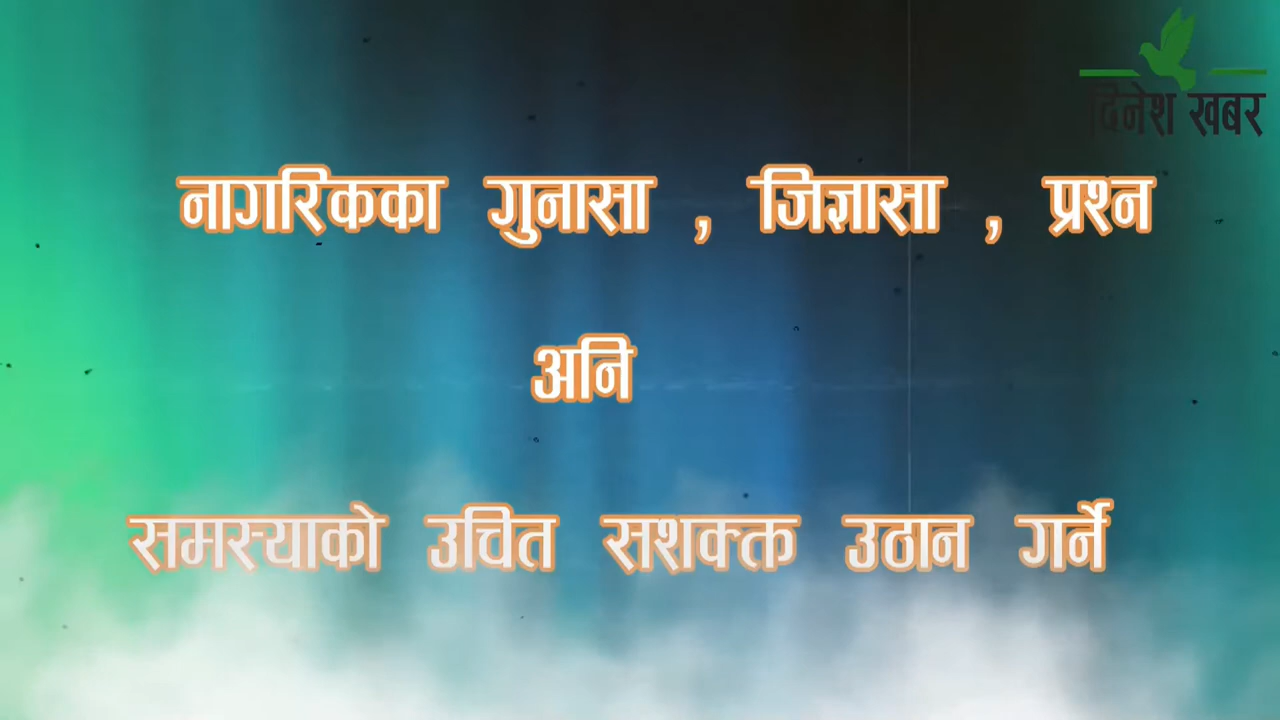 दिनेश खबर
नागरिकका गुनासा , जिज्ञासा , प्रश्न
अनि
समस्याको उचित सशक्त उठान गर्ने